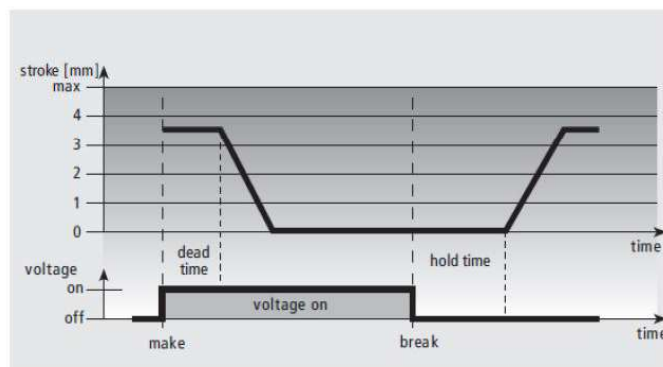 stroke [mm]
max
4
3
2
1
0
time
dead
time
hold time
voltage
on
voltage on
off
time
make
break